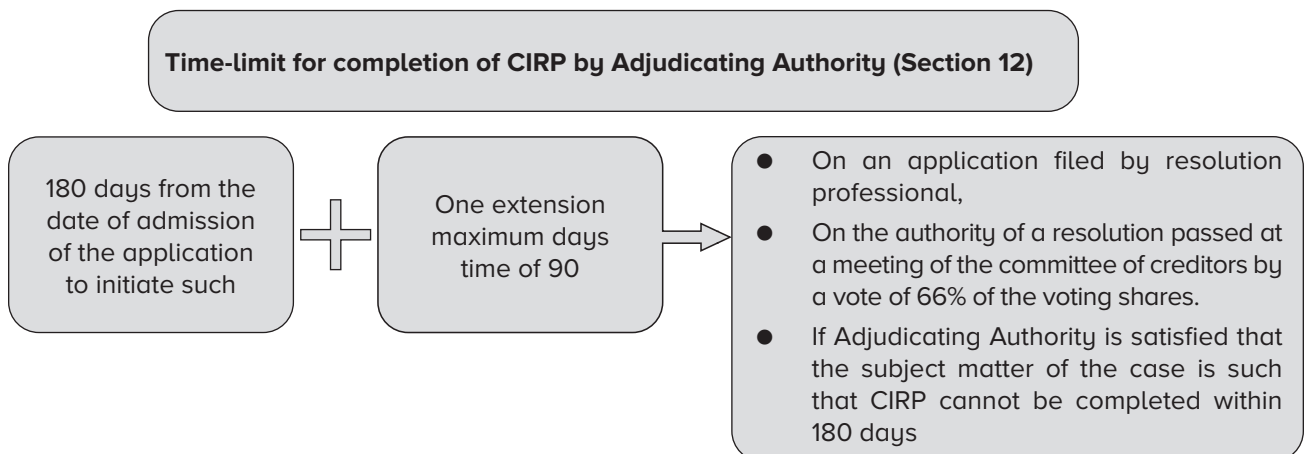 Time-limit for completion of CIRP by Adjudicating Authority (Section 12)
180 days from the
date of admission
of the application
to initiate such
One extension
maximum days
time of 90
● On an application filed by resolution
professional,
● On the authority of a resolution passed at
a meeting of the committee of creditors by
a vote of 66% of the voting shares.
● If Adjudicating Authority is satisfied that
the subject matter of the case is such
that CIRP cannot be completed within
180 days